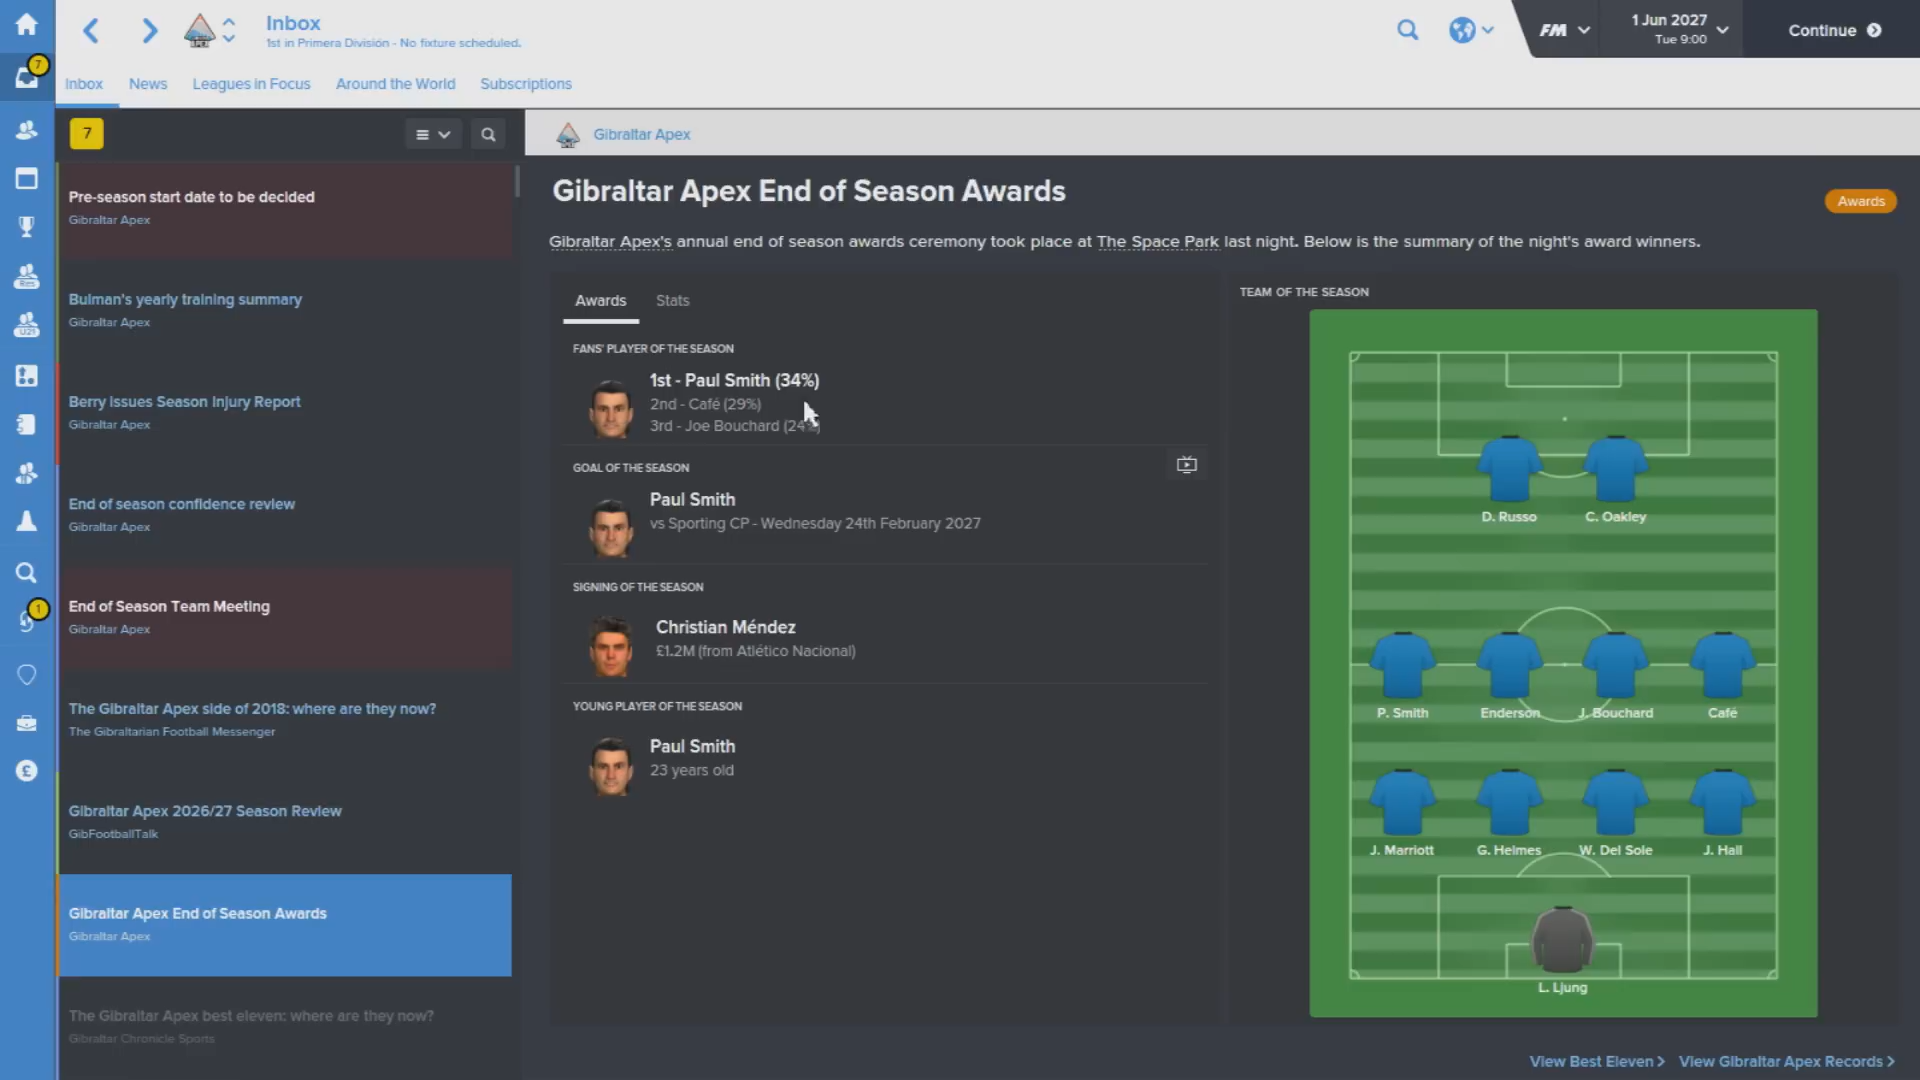 Inbox
1st in Primera División - No fixture scheduled.
FM
1 Jun 2027
Tue 9:00
Continue
7
Inbox
News
Leagues in Focus
Around the World
Subscriptions
7
Gibraltar Apex
Pre-season start date to be decided
Gibraltar Apex
Bulman's yearly training summary
Gibraltar Apex
Berry Issues Season Injury Report
Gibraltar Apex
End of season confidence review
Gibraltar Apex
End of Season Team Meeting
Gibraltar Apex
The Gibraltar Apex side of 2018: where are they now?
The Gibraltarian Football Messenger
Gibraltar Apex 2026/27 Season Review
GibFootballTalk
Gibraltar Apex End of Season Awards
Gibraltar Apex
The Gibraltar Apex best eleven: where are they now?
Gibraltar Chronicle Sports
Res
U21
1
Gibraltar Apex End of Season Awards
Awards
Gibraltar Apex's annual end of season awards ceremony took place at The Space Park last night. Below is the summary of the night's award winners.
Awards
Stats
FANS' PLAYER OF THE SEASON
1st - Paul Smith (34%)
2nd - Café (29%)
3rd - Joe Bouchard (24%)
GOAL OF THE SEASON
Paul Smith
vs Sporting CP - Wednesday 24th February 2027
SIGNING OF THE SEASON
Christian Méndez
£1.2M (from Atlético Nacional)
YOUNG PLAYER OF THE SEASON
Paul Smith
23 years old
TEAM OF THE SEASON
D. Russo
C. Oakley
P. Smith
Enderson
J. Bouchard
Café
J. Marriott
G. Helmes
W. Del Sole
J. Hall
L. Ljung
View Best Eleven >
View Gibraltar Apex Records >